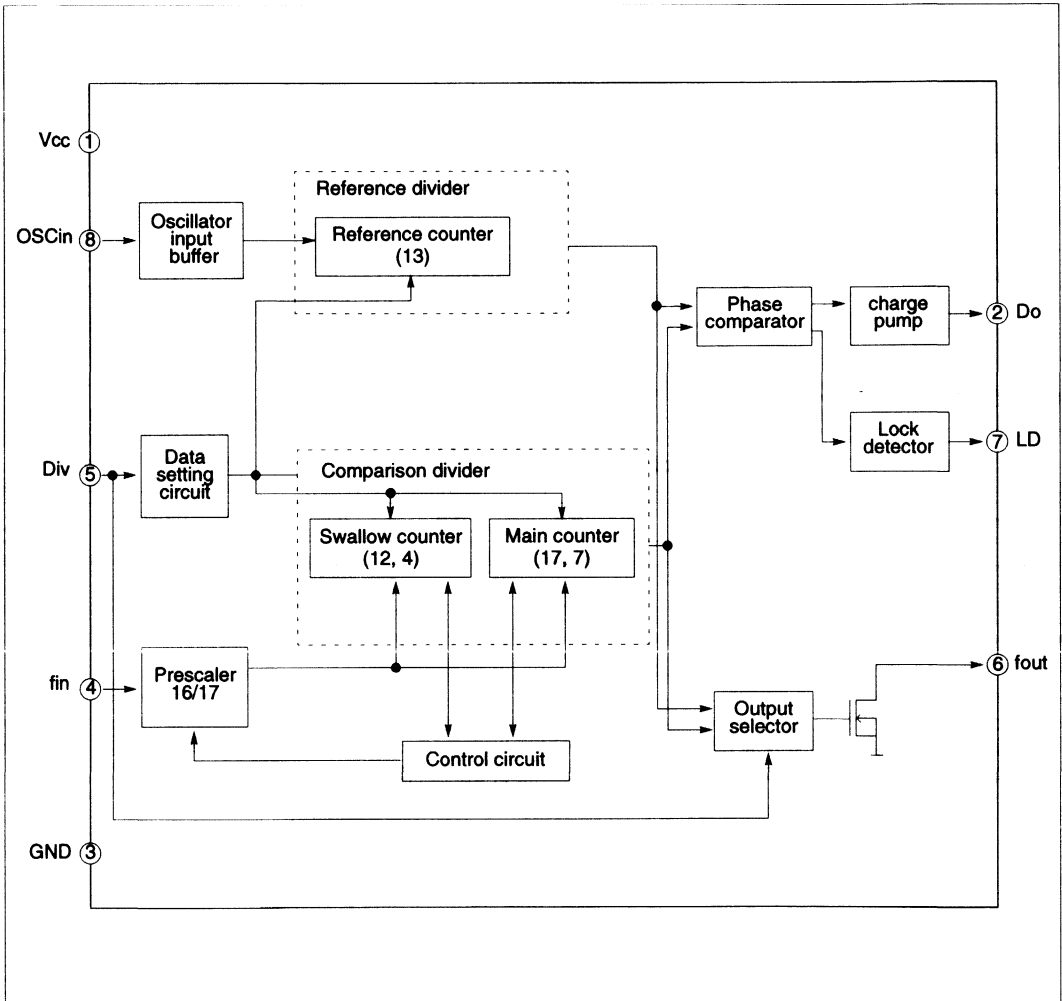 Vcc
1
Reference divider
OSCin
8
Oscillator
input
buffer
Reference counter
(13)
Phase
comparator
charge
pump
2
Do
Lock
detector
7
LD
Div
5
Data
setting
circuit
Comparison divider
Swallow counter
(12, 4)
Main counter
(17, 7)
fin
4
Prescaler
16/17
Control circuit
Output
selector
6
fout
GND
3